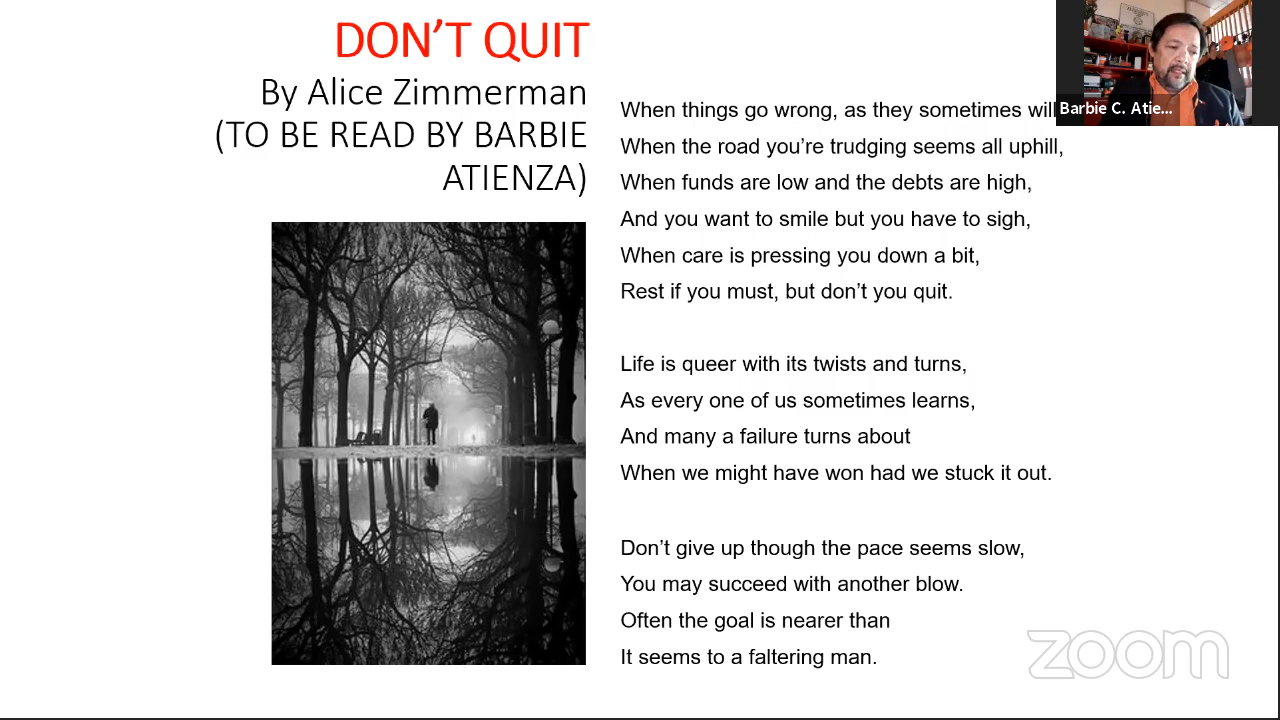 DON'T QUIT
By Alice Zimmerman
(TO BE READ BY BARBIE
ATIENZA)
When things go wrong, as they sometimes will
When the road you're trudging seems all uphill,
When funds are low and the debts are high,
And you want to smile but you have to sigh,
When care is pressing you down a bit,
Rest if you must, but don't you quit.
Life is queer with its twists and turns,
As every one of us sometimes learns,
And many a failure turns about
When we might have won had we stuck it out.
Don't give up though the pace seems slow,
You may succeed with another blow.
Often the goal is nearer than
It seems to a faltering man.
Barbie C. Atie...
zoom